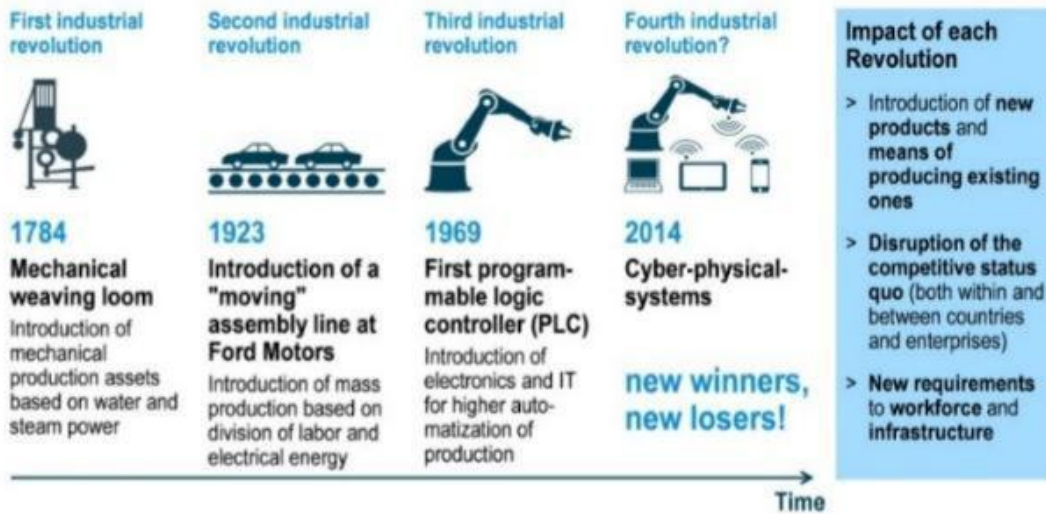 First industrial
revolution
1784
Mechanical
weaving loom
Introduction of
mechanical
production assets
based on water and
steam power
Second industrial
revolution
1923
Introduction of a
"moving"
assembly line at
Ford Motors
Introduction of mass
production based on
division of labor and
electrical energy
Third industrial
revolution
1969
First program-
mable logic
controller (PLC)
Introduction of
electronics and IT
for higher auto-
matization of
production
Fourth industrial
revolution?
2014
Cyber-physical-
systems
new winners,
new losers!
Time
Impact of each
Revolution
> Introduction of new
products and
means of
producing existing
ones
> Disruption of the
competitive status
quo (both within and
between countries
and enterprises)
> New requirements
to workforce and
infrastructure